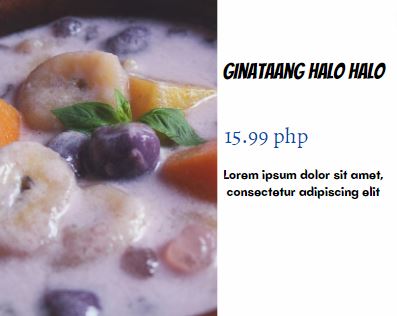 GINATAANG HALO HALO
15.99 php
Lorem ipsum dolor sit amet,
consectetur adipiscing elit